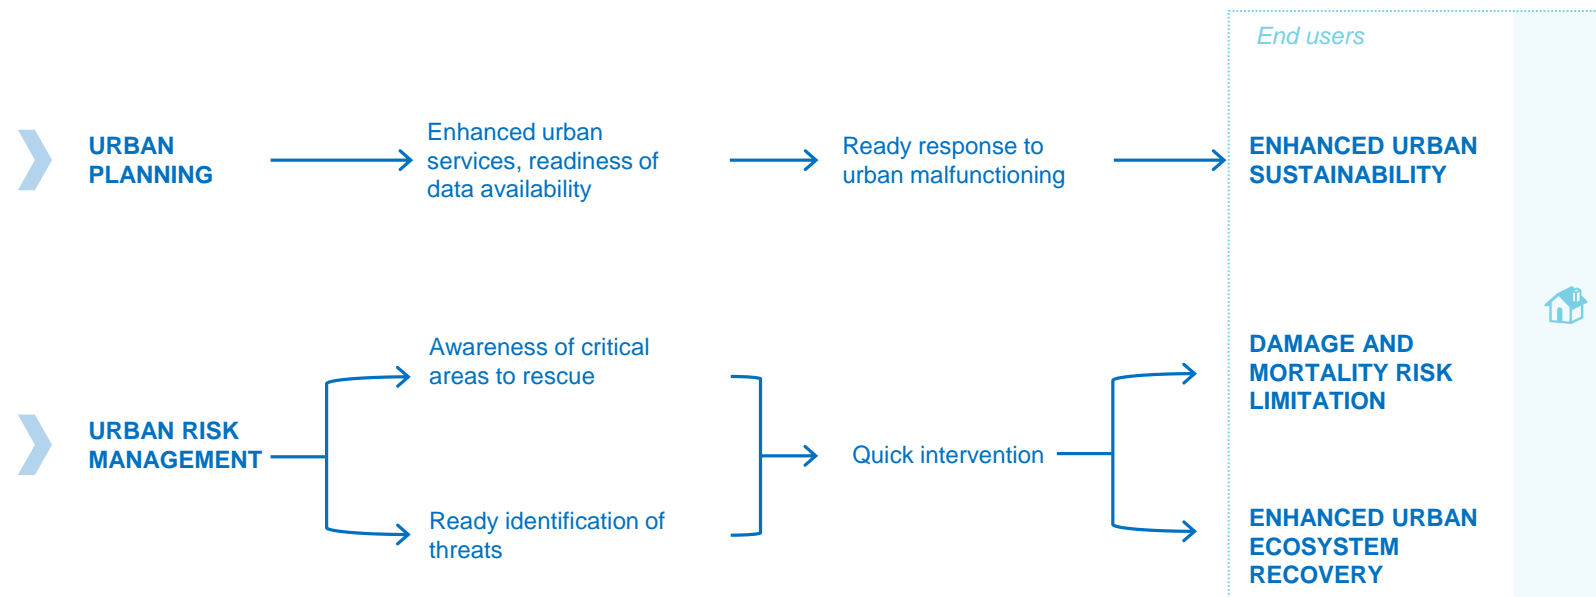 End users
URBAN
PLANNING
Enhanced urban
services, readiness of
data availability
Ready response to
urban malfunctioning
ENHANCED URBAN
SUSTAINABILITY
URBAN RISK
MANAGEMENT
Awareness of critical
areas to rescue
Ready identification of
threats
Quick intervention
DAMAGE AND
MORTALITY RISK
LIMITATION
ENHANCED URBAN
ECOSYSTEM
RECOVERY